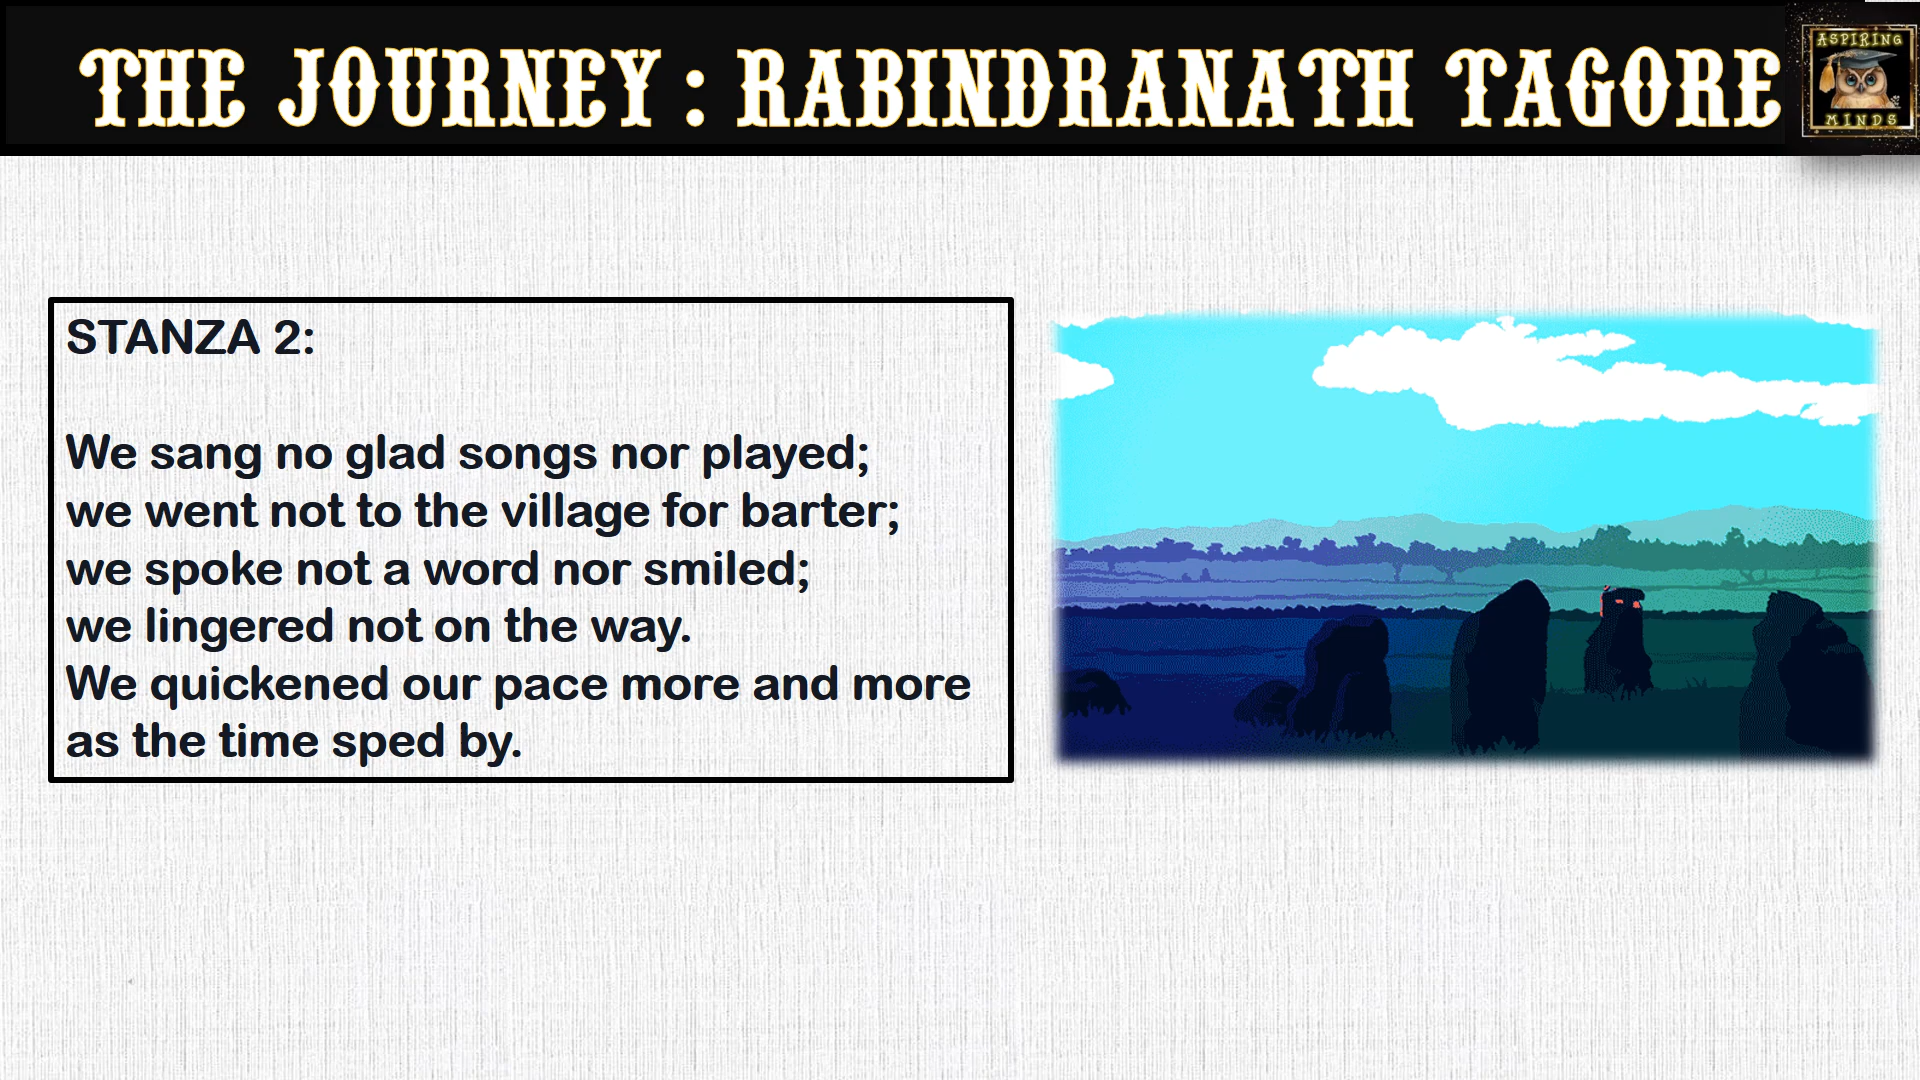 THE JOURNEY : RABINDRANATH TAGORE
ASPIRING
MINDS
STANZA 2:
We sang no glad songs nor played;
we went not to the village for barter;
we spoke not a word nor smiled;
we lingered not on the way.
We quickened our pace more and more
as the time sped by.